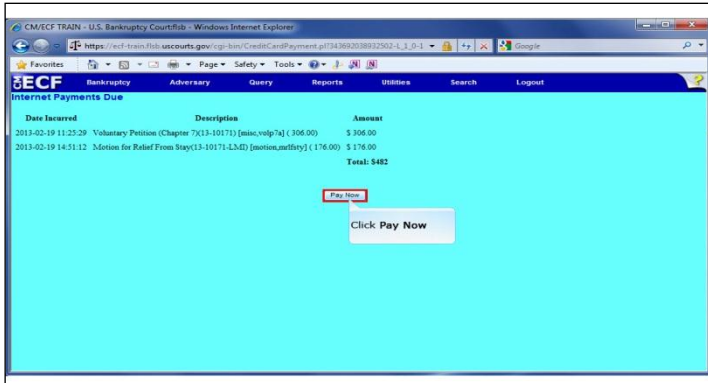 CM/ECF TRAIN - U.S. Bankruptcy Court:flsb - Windows Internet Explorer
https://ecf-train.flsb.uscourts.gov/cgi-bin/CreditCardPayment.pl?343692038932502-L_1_0-1
Google
Favorites Page Safety Tools
ECF Bankruptcy Adversary Query Reports Utilities Search Logout
Internet Payments Due
Date Incurred Description Amount
2013-02-19 11:25:29 Voluntary Petition (Chapter 7)(13-10171) [misc,volp7a] ( 306.00) $ 306.00
2013-02-19 14:51:12 Motion for Relief From Stay(13-10171-LMI) [motion,mrlfsty] ( 176.00) $ 176.00
Total: $482
Pay Now
Click Pay Now